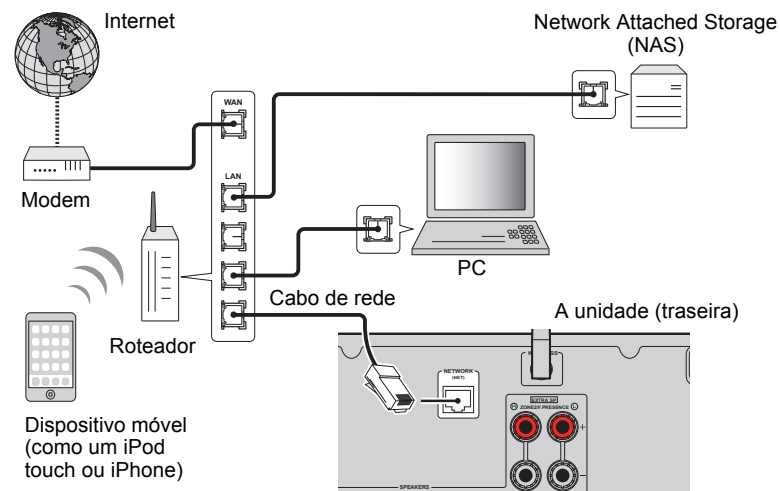 Internet
Network Attached Storage
(NAS)
WAN
LAN
Modem
PC
Cabo de rede
A unidade (traseira)
Roteador
NETWORK
(NET)
EXTRA SP
R ZONE2/F.PRESENCE L
+
−
SPEAKERS
Dispositivo móvel
(como um iPod
touch ou iPhone)